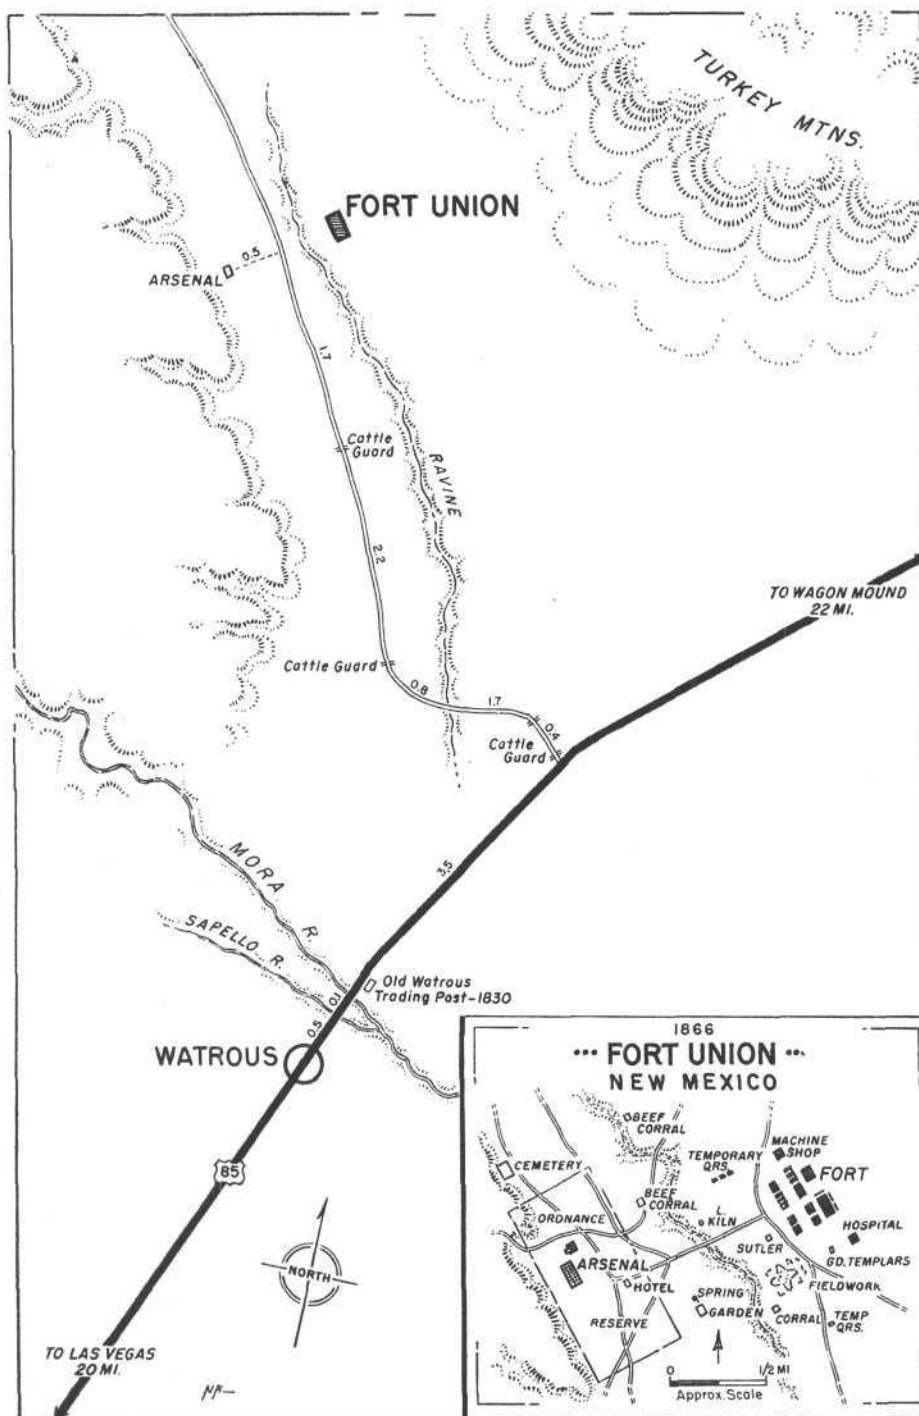 TURKEY MTNS.
FORT UNION
0.5
ARSENAL
1.7
Cattle
Guard
RAVINE
2.2
TO WAGON MOUND
22 MI.
Cattle Guard
0.8
1.7
0.4
Cattle
Guard
3.5
MORA R.
SAPELLO R.
Old Watrous
Trading Post-1830
0.1
0.5
WATROUS
85
NORTH
TO LAS VEGAS
20 MI.
1866
FORT UNION
NEW MEXICO
BEEF
CORRAL
MACHINE
SHOP
TEMPORARY
QRS.
CEMETERY
FORT
BEEF
CORRAL
L.
KILN
ORDNANCE
HOSPITAL
SUTLER
GD. TEMPLARS
ARSENAL
HOTEL
FIELDWORK
SPRING
GARDEN
CORRAL
TEMP
QRS.
RESERVE
0 1/2 MI
Approx. Scale